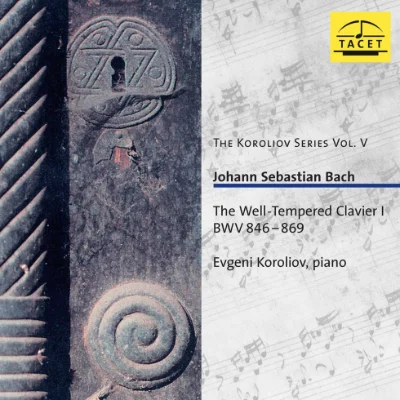 TACET
THE KOROLIOV SERIES VOL. V
Johann Sebastian Bach
The Well-Tempered Clavier I
BWV 846–869
Evgeni Koroliov, piano